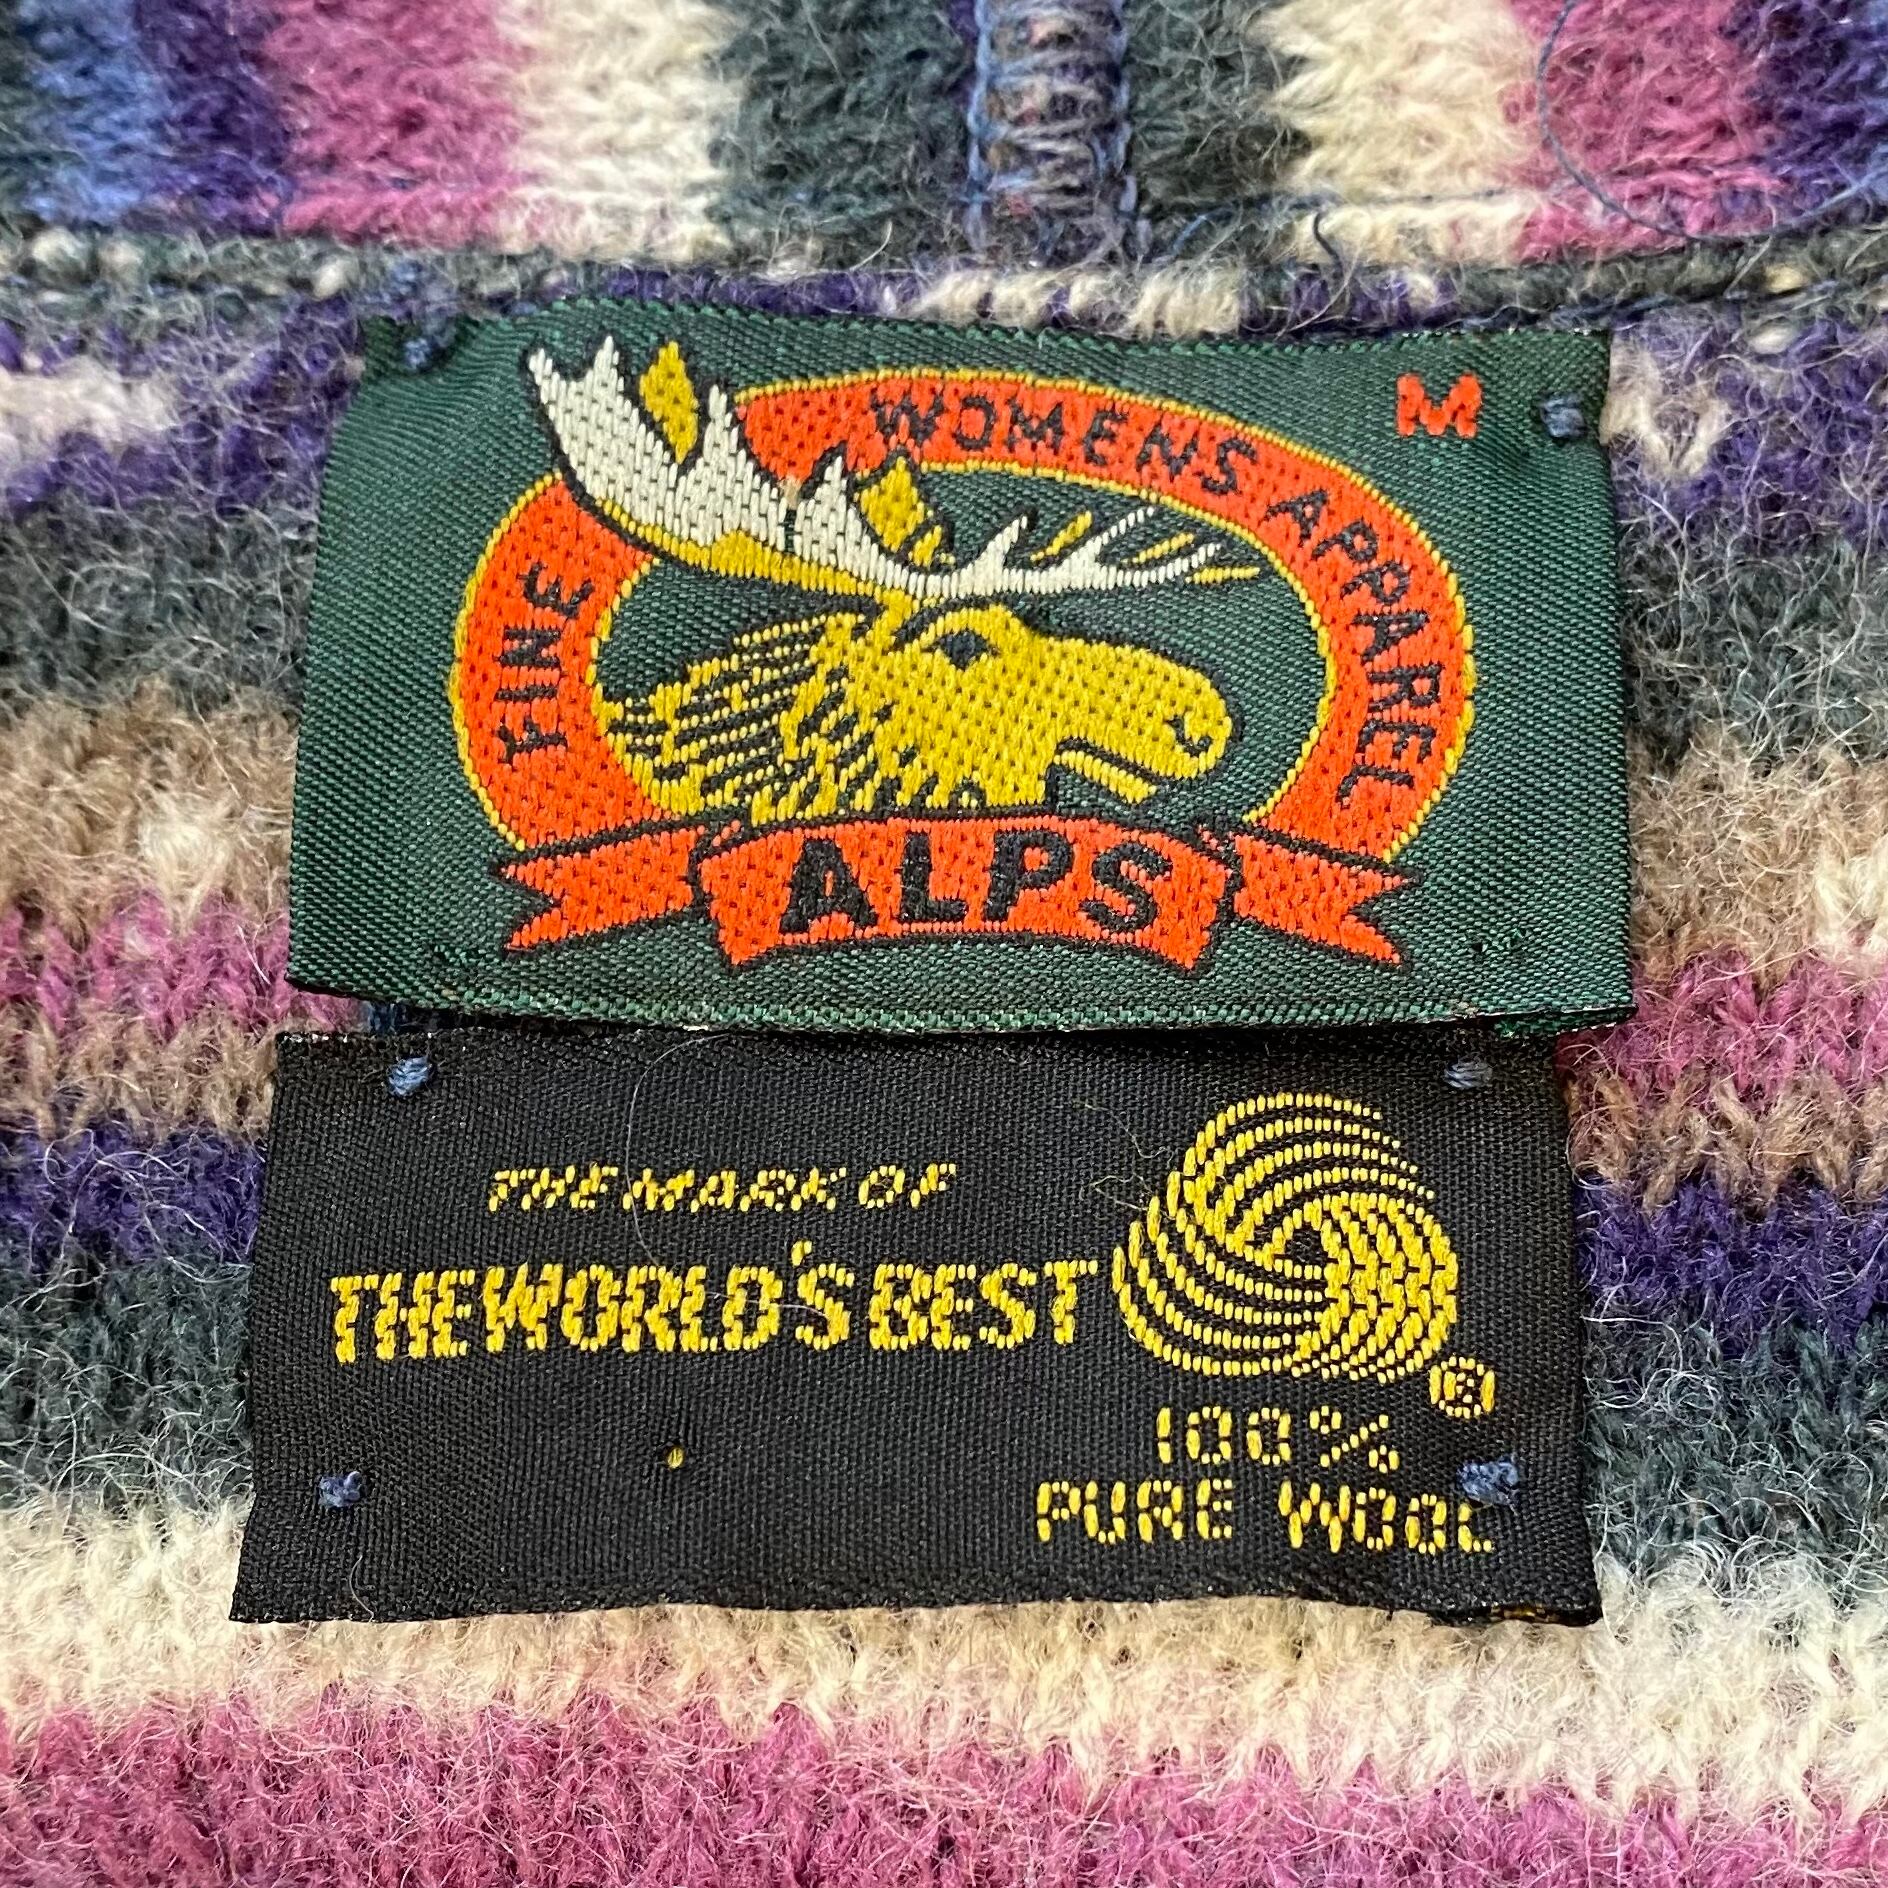 M
FINE WOMENS APPAREL
ALPS
THE MARK OF
THE WORLD'S BEST
®
100%
PURE WOOL